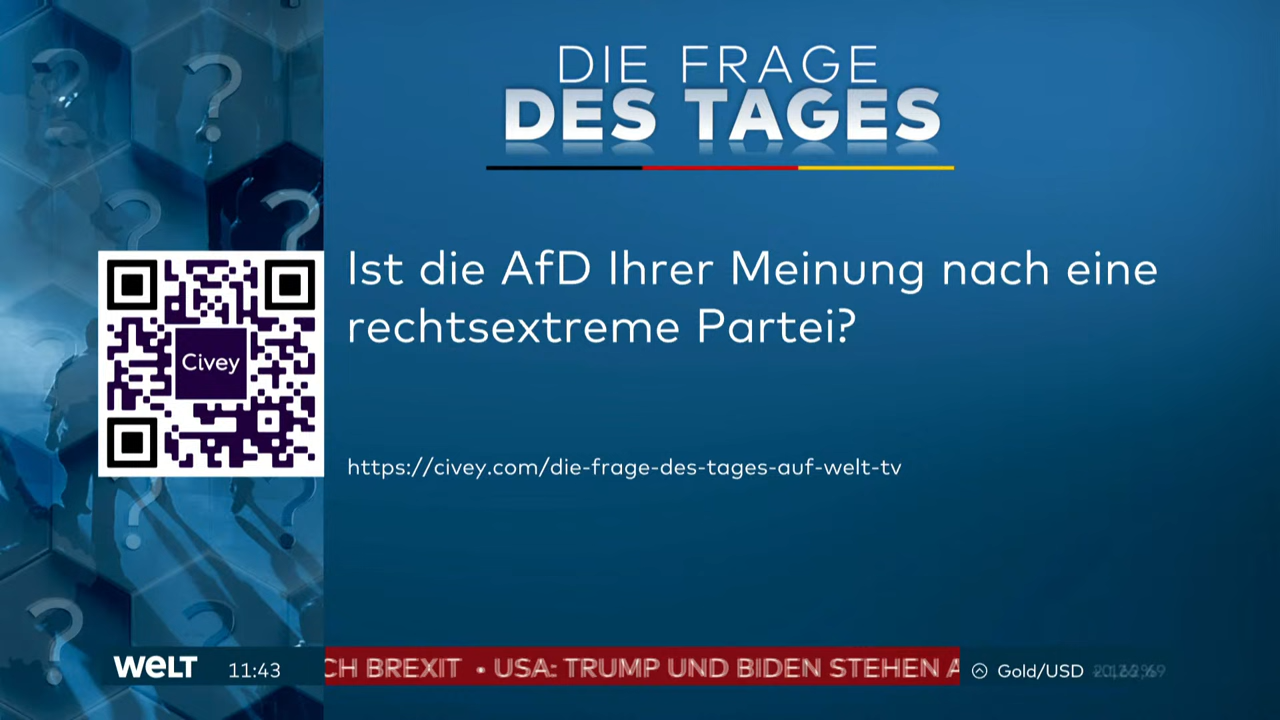 DIE FRAGE
DES TAGES
Ist die AfD Ihrer Meinung nach eine
rechtsextreme Partei?
Civey
https://civey.com/die-frage-des-tages-auf-welt-tv
WELT 11:43 CH BREXIT • USA: TRUMP UND BIDEN STEHEN A Gold/USD